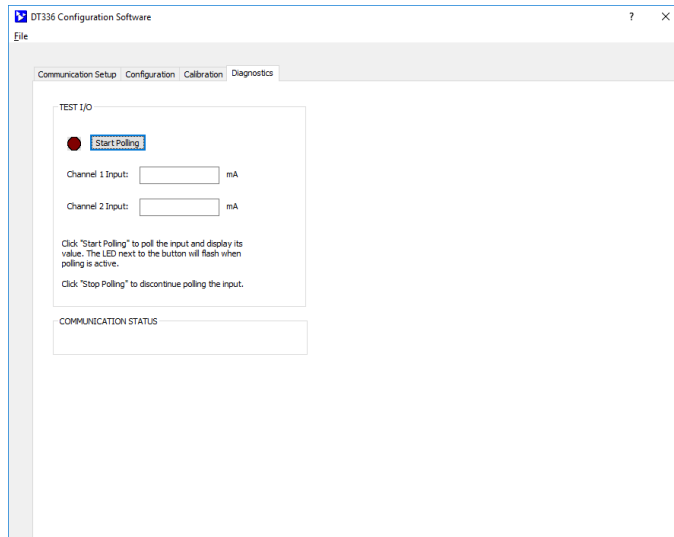 DT336 Configuration Software
?
File
Communication Setup Configuration Calibration Diagnostics
TEST I/O
Start Polling
Channel 1 Input: mA
Channel 2 Input: mA
Click "Start Polling" to poll the input and display its
value. The LED next to the button will flash when
polling is active.
Click "Stop Polling" to discontinue polling the input.
COMMUNICATION STATUS